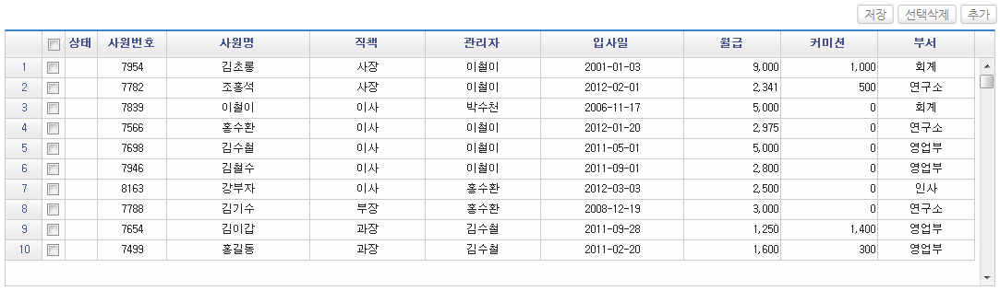 저장 선택삭제 추가
상태 사원번호 사원명 직책 관리자 입사일 월급 커미션 부서
1 7954 김초롱 사장 이철이 2001-01-03 9,000 1,000 회계
2 7782 조홍석 사장 이철이 2012-02-01 2,341 500 연구소
3 7839 이철이 이사 박수천 2006-11-17 5,000 0 회계
4 7566 홍수환 이사 이철이 2012-01-20 2,975 0 연구소
5 7698 김수철 이사 이철이 2011-05-01 5,000 0 영업부
6 7946 김철수 이사 이철이 2011-09-01 2,800 0 영업부
7 8163 강부자 이사 홍수환 2012-03-03 2,500 0 인사
8 7788 김기수 부장 홍수환 2008-12-19 3,000 0 연구소
9 7654 김이갑 과장 김수철 2011-09-28 1,250 1,400 영업부
10 7499 홍길동 과장 김수철 2011-02-20 1,600 300 영업부